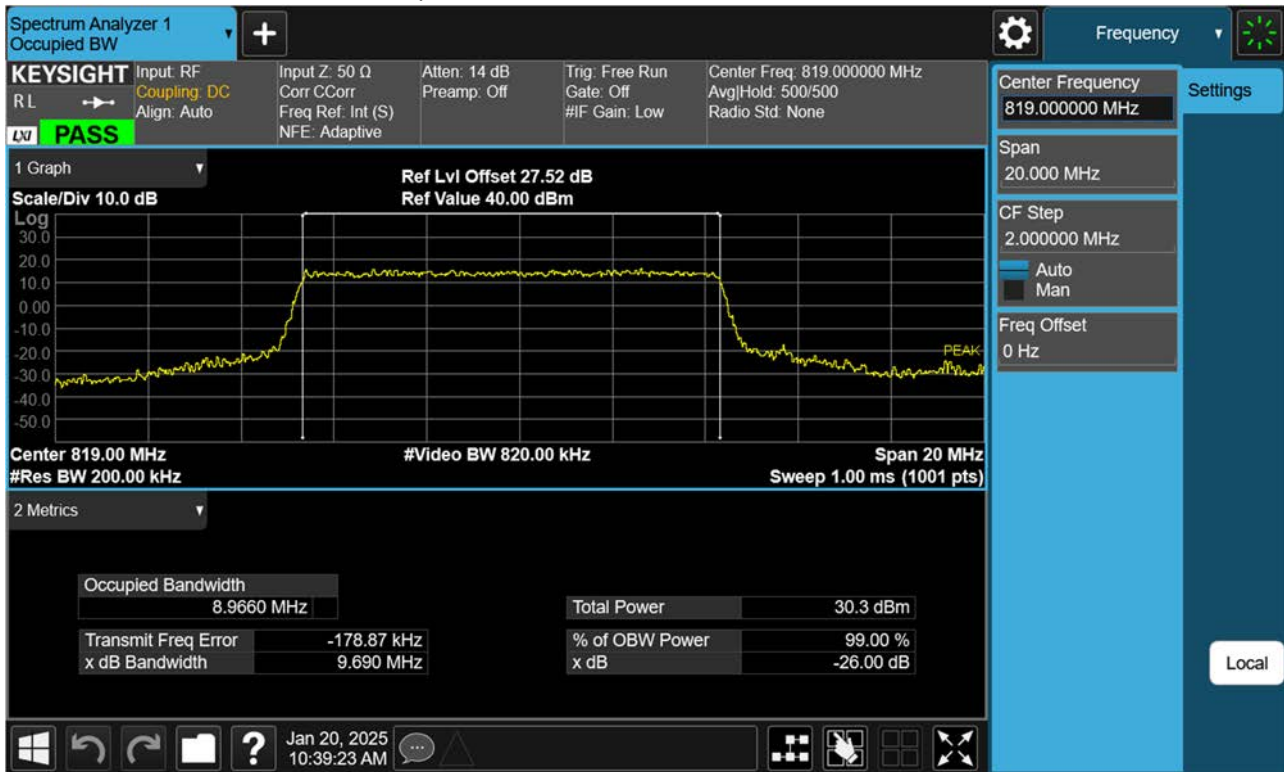 Spectrum Analyzer 1
Occupied BW
+
Frequency
KEYSIGHT
R L
LXI
PASS
Input: RF
Coupling: DC
Align: Auto
Input Z: 50 Ω
Corr CCorr
Freq Ref: Int (S)
NFE: Adaptive
Atten: 14 dB
Preamp: Off
Trig: Free Run
Gate: Off
#IF Gain: Low
Center Freq: 819.000000 MHz
Avg|Hold: 500/500
Radio Std: None
Center Frequency
819.000000 MHz
Settings
Span
20.000 MHz
CF Step
2.000000 MHz
Auto
Man
Freq Offset
0 Hz
Local
1 Graph
Scale/Div 10.0 dB
Ref Lvl Offset 27.52 dB
Ref Value 40.00 dBm
Log
30.0
20.0
10.0
0.00
-10.0
-20.0
-30.0
-40.0
-50.0
PEAK
Center 819.00 MHz
#Video BW 820.00 kHz
Span 20 MHz
#Res BW 200.00 kHz
Sweep 1.00 ms (1001 pts)
2 Metrics
Occupied Bandwidth
8.9660 MHz
Total Power 30.3 dBm
Transmit Freq Error -178.87 kHz
% of OBW Power 99.00 %
x dB Bandwidth 9.690 MHz
x dB -26.00 dB
?
Jan 20, 2025
10:39:23 AM